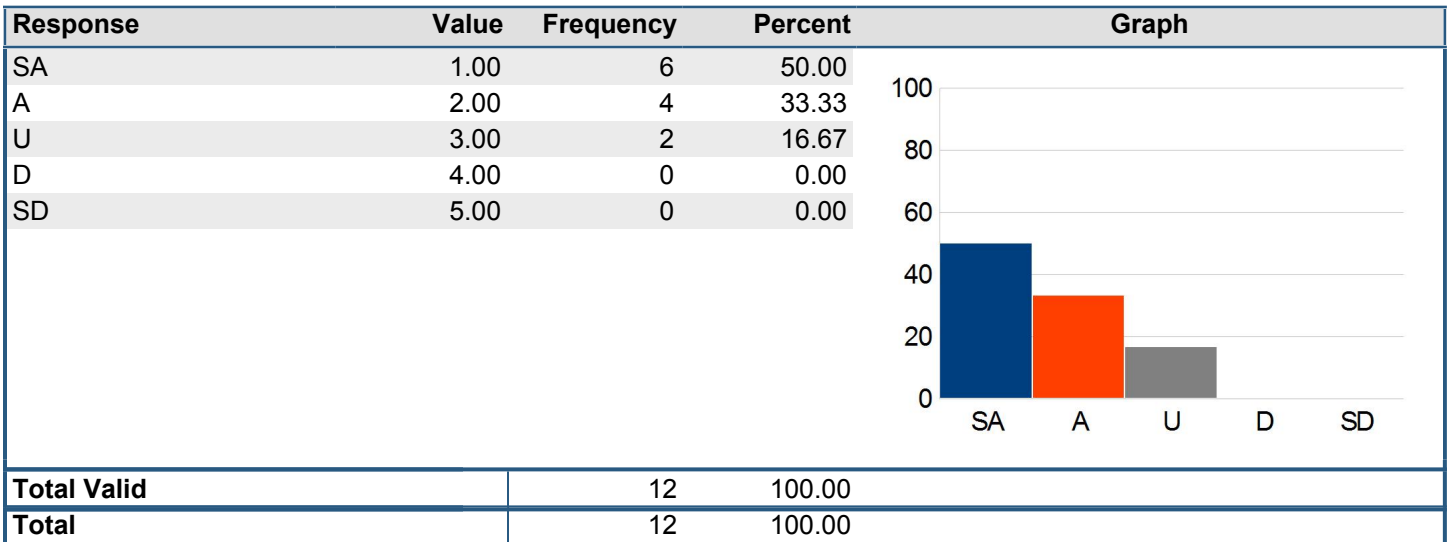 Response Value Frequency Percent Graph
SA 1.00 6 50.00
A 2.00 4 33.33
U 3.00 2 16.67
D 4.00 0 0.00
SD 5.00 0 0.00
100
80
60
40
20
0
SA A U D SD
Total Valid 12 100.00
Total 12 100.00